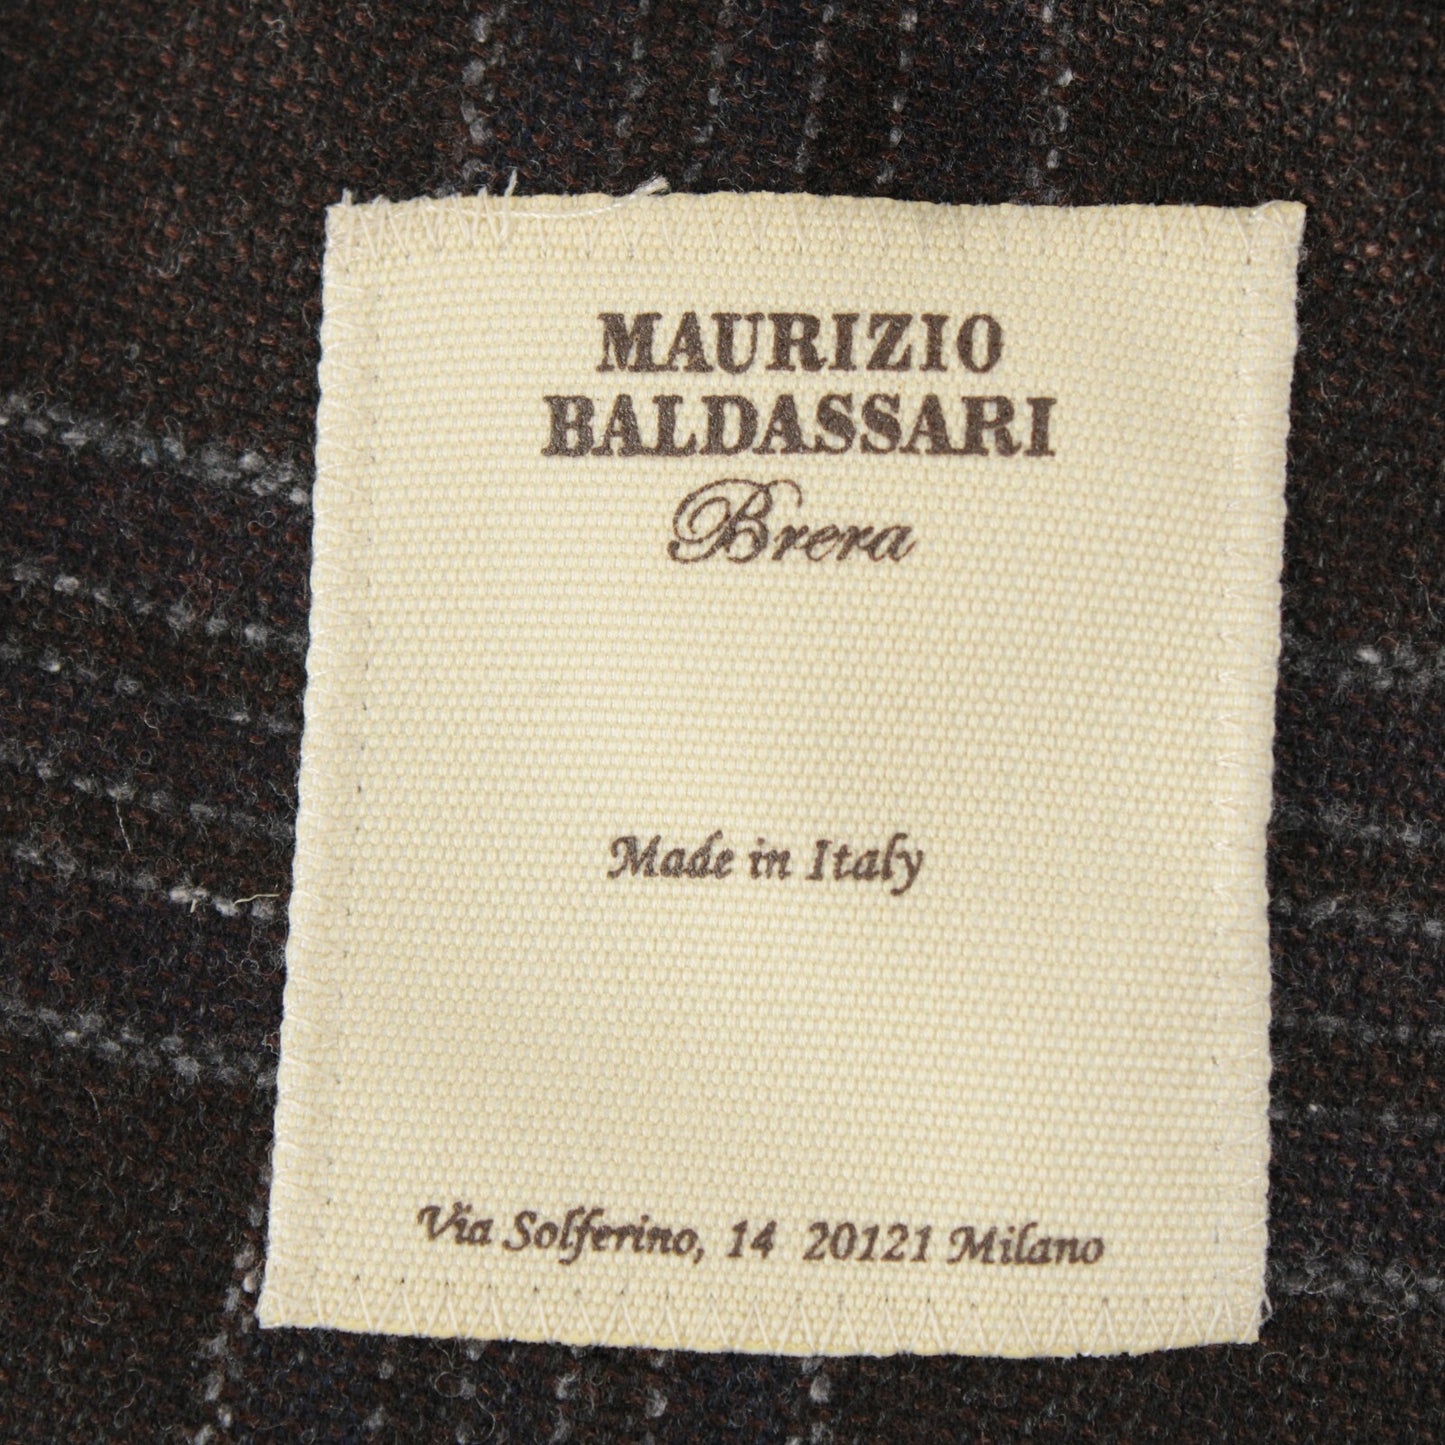 MAURIZIO
BALDASSARI
Brera
Made in Italy
Via Solferino, 14 20121 Milano